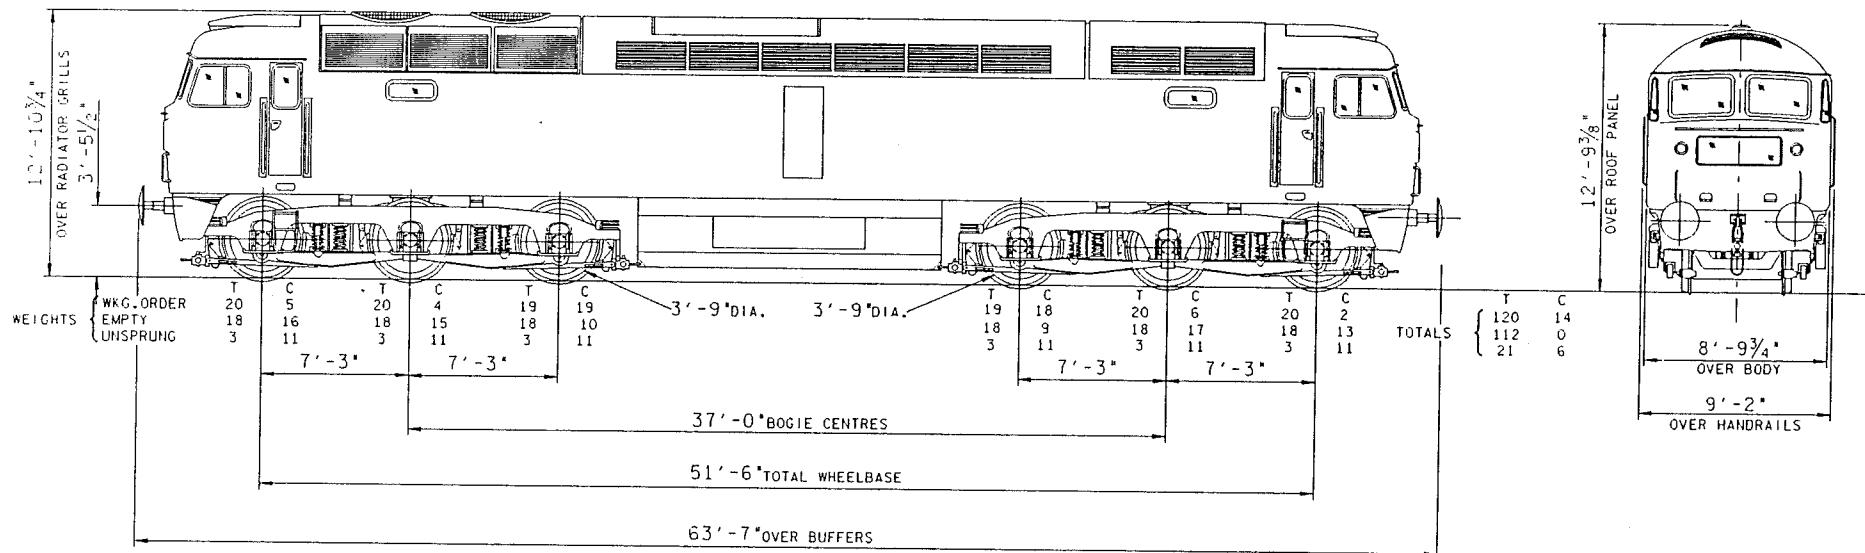 12'-10¾"
OVER RADIATOR GRILLS
3'-5½"
12'-9⅜"
OVER ROOF PANEL
T C T C T C T C T C T C T C
WEIGHTS { WKG.ORDER 20 5 20 4 19 19 19 18 20 6 20 2 TOTALS { 120 14
EMPTY 18 16 18 15 18 10 18 9 18 17 18 13 112 0
UNSPRUNG 3 11 3 11 3 11 3 11 3 11 3 11 21 6
3'-9"DIA. 3'-9"DIA.
7'-3" 7'-3" 7'-3" 7'-3"
8'-9¾"
OVER BODY
9'-2"
OVER HANDRAILS
37'-0"BOGIE CENTRES
51'-6"TOTAL WHEELBASE
63'-7"OVER BUFFERS